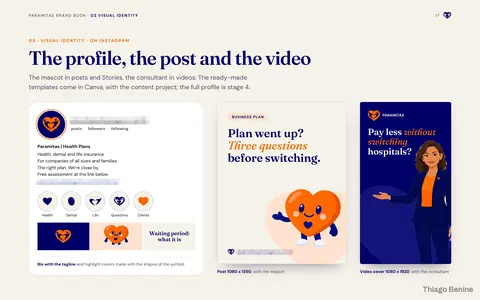 PARAMITAS BRAND BOOK · 03 VISUAL IDENTITY
17
03 · VISUAL IDENTITY · ON INSTAGRAM
The profile, the post and the video
The mascot in posts and Stories, the consultant in videos. The ready-made
templates come in Canva, with the content project; the full profile is stage 4.
posts followers following
Paramitas | Health Plans
Health, dental and life insurance
For companies of all sizes and families
The right plan. We're close by.
Free assessment at the link below
Health Dental Life Questions Clients
Waiting period:
what it is
Bio with the tagline and highlight covers made with the shapes of the symbol.
BUSINESS PLAN
Plan went up?
Three questions
before switching.
Post 1080 x 1350, with the mascot
PARAMITAS
Pay less without
switching
hospitals?
Video cover 1080 x 1920, with the consultant
Thiago Benine